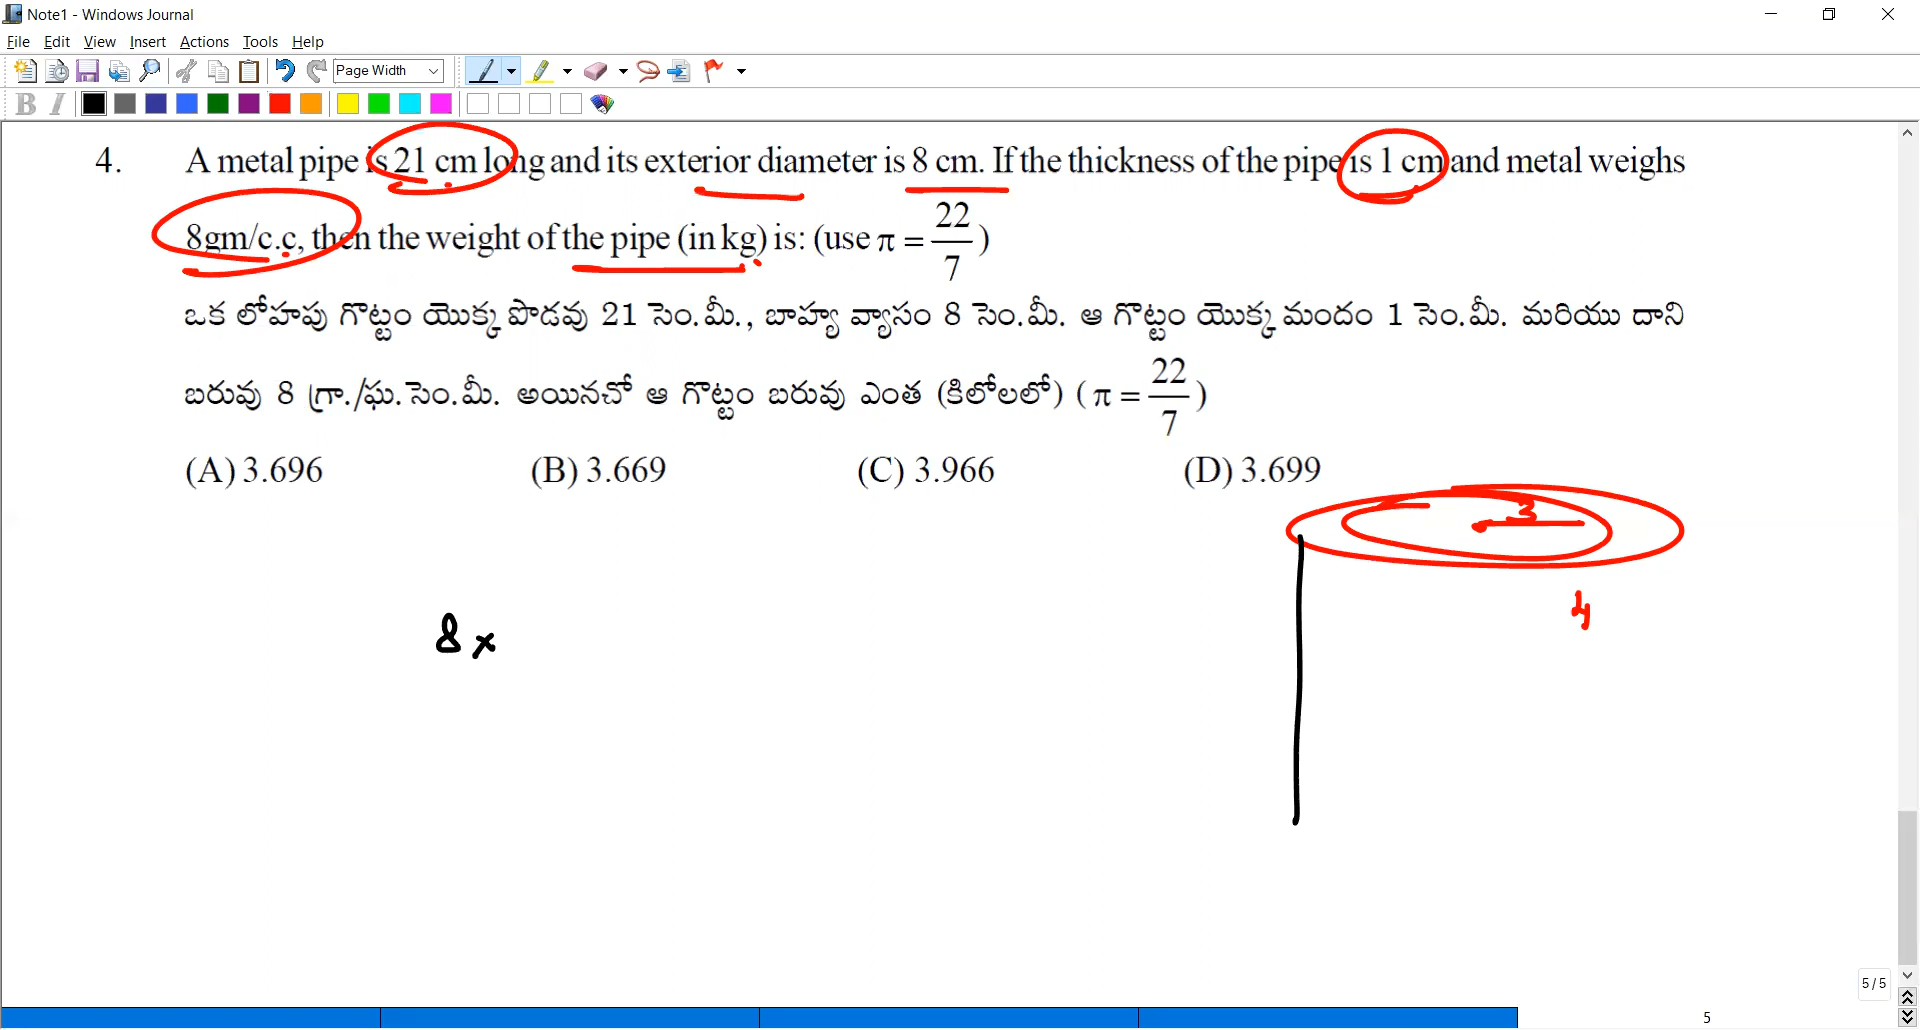 Note1 - Windows Journal
File Edit View Insert Actions Tools Help
Page Width
B I
4. A metal pipe is 21 cm long and its exterior diameter is 8 cm. If the thickness of the pipe is 1 cm and metal weighs
8gm/c.c, then the weight of the pipe (in kg) is: (use π = 22/7)
ఒక లోహపు గొట్టం యొక్క పొడవు 21 సెం.మీ., బాహ్య వ్యాసం 8 సెం.మీ. ఆ గొట్టం యొక్క మందం 1 సెం.మీ. మరియు దాని
బరువు 8 గ్రా./ఘ.సెం.మీ. అయినచో ఆ గొట్టం బరువు ఎంత (కిలోలలో) ( π = 22/7 )
(A) 3.696 (B) 3.669 (C) 3.966 (D) 3.699
3
4
8 x
5 / 5
5